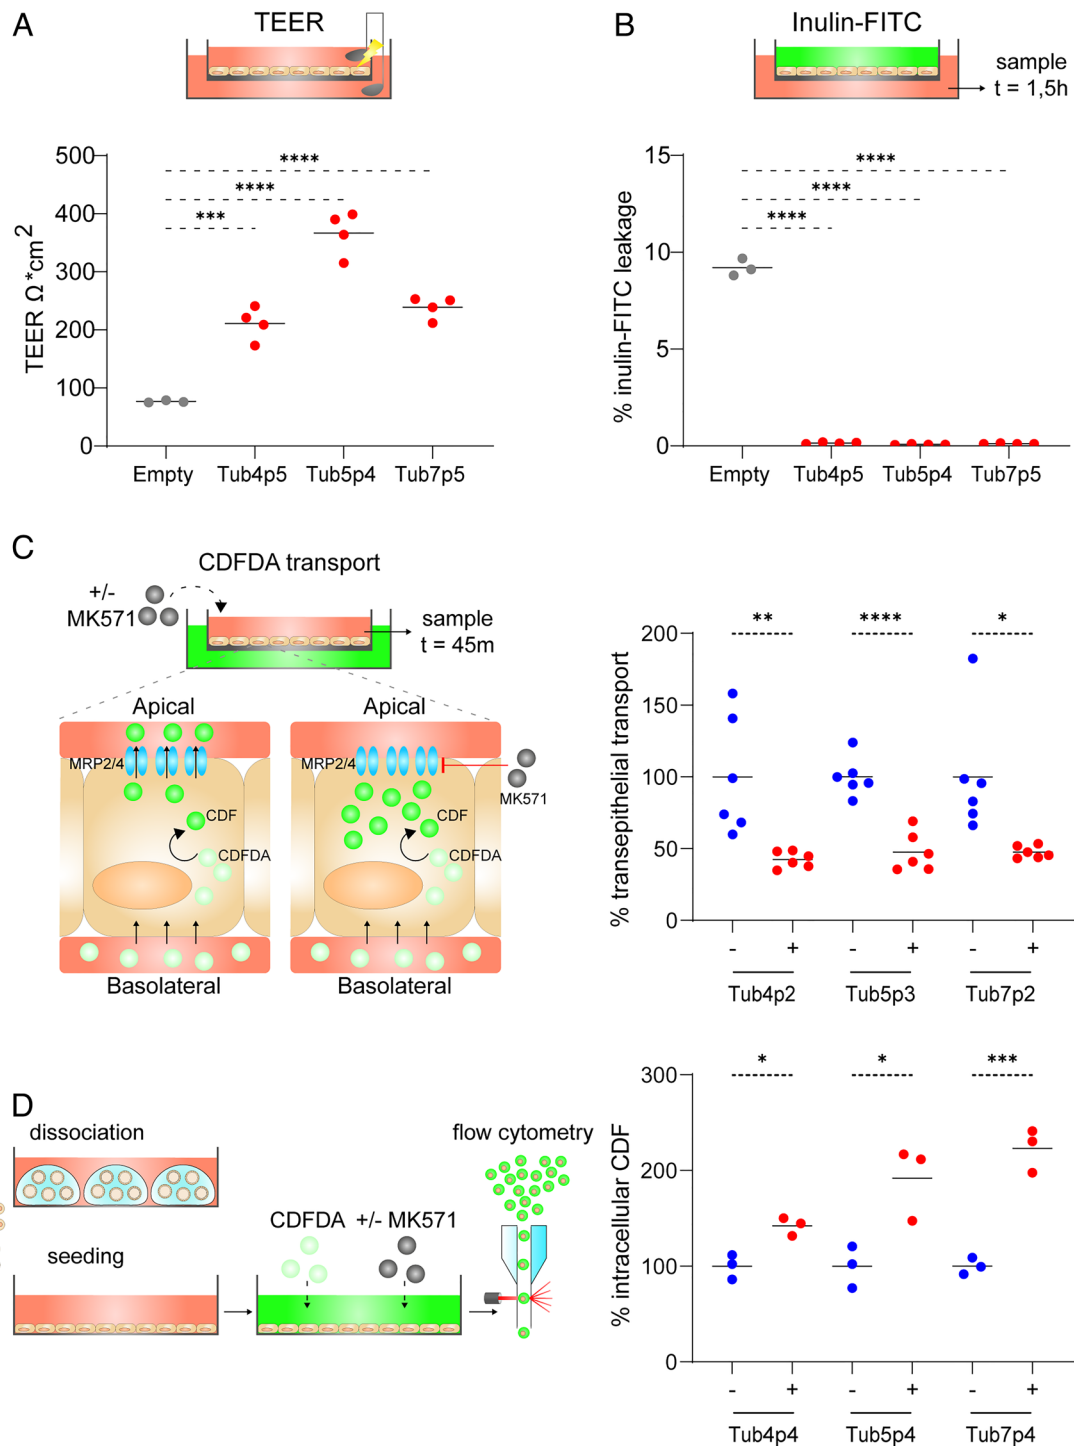 A
TEER
500
400
300
200
100
0
TEER Ω *cm2
****
****
***
Empty
Tub4p5
Tub5p4
Tub7p5
B
Inulin-FITC
sample
t = 1,5h
15
10
5
0
% inulin-FITC leakage
****
****
****
Empty
Tub4p5
Tub5p4
Tub7p5
C
CDFDA transport
+/-
MK571
sample
t = 45m
Apical
MRP2/4
CDF
CDFDA
Basolateral
Apical
MRP2/4
MK571
CDF
CDFDA
Basolateral
200
150
100
50
0
% transepithelial transport
** **** *
- + - + - +
Tub4p2 Tub5p3 Tub7p2
D
dissociation
seeding
CDFDA +/- MK571
flow cytometry
300
200
100
0
% intracellular CDF
* * ***
- + - + - +
Tub4p4 Tub5p4 Tub7p4